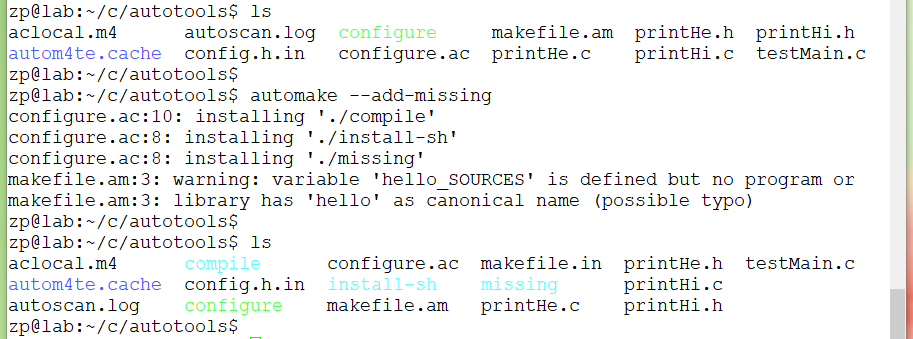 zp@lab:~/c/autotools$ ls
aclocal.m4 autoscan.log configure makefile.am printHe.h printHi.h
autom4te.cache config.h.in configure.ac printHe.c printHi.c testMain.c
zp@lab:~/c/autotools$
zp@lab:~/c/autotools$ automake --add-missing
configure.ac:10: installing './compile'
configure.ac:8: installing './install-sh'
configure.ac:8: installing './missing'
makefile.am:3: warning: variable 'hello_SOURCES' is defined but no program or
makefile.am:3: library has 'hello' as canonical name (possible typo)
zp@lab:~/c/autotools$
zp@lab:~/c/autotools$ ls
aclocal.m4 compile configure.ac makefile.in printHe.h testMain.c
autom4te.cache config.h.in install-sh missing printHi.c
autoscan.log configure makefile.am printHe.c printHi.h
zp@lab:~/c/autotools$